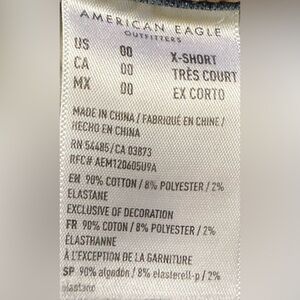 AMERICAN EAGLE
OUTFITTERS
US 00 X-SHORT
CA 00 TRÈS COURT
MX 00 EX CORTO
MADE IN CHINA / FABRIQUÉ EN CHINE /
HECHO EN CHINA
RN 54485/CA 03873
RFC# AEM120605U9A
EN 90% COTTON / 8% POLYESTER / 2%
ELASTANE
EXCLUSIVE OF DECORATION
FR 90% COTON / 8% POLYESTER / 2%
ÉLASTHANNE
À L'EXCEPTION DE LA GARNITURE
SP 90% algodón / 8% elasterell-p / 2%
elastano